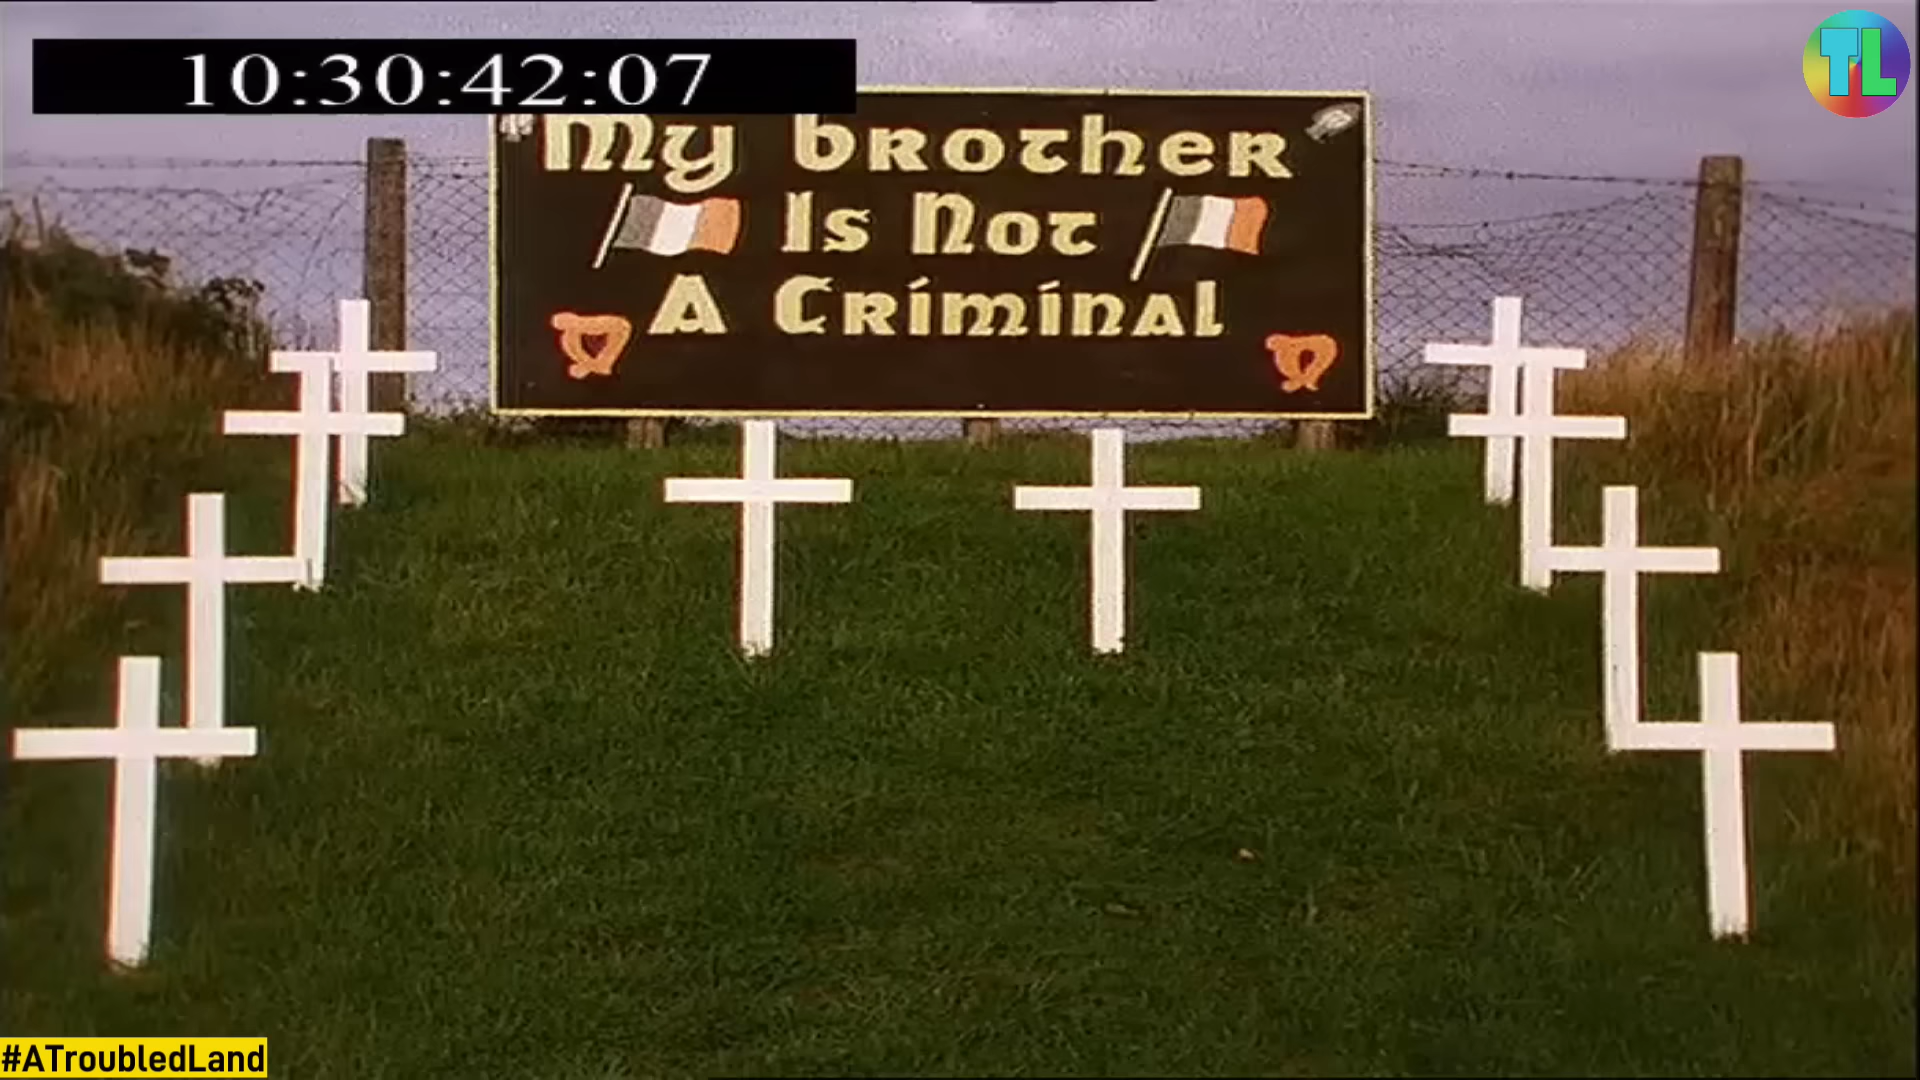 10:30:42:07
TL
My brother
Is Not
A Criminal
#ATroubledLand